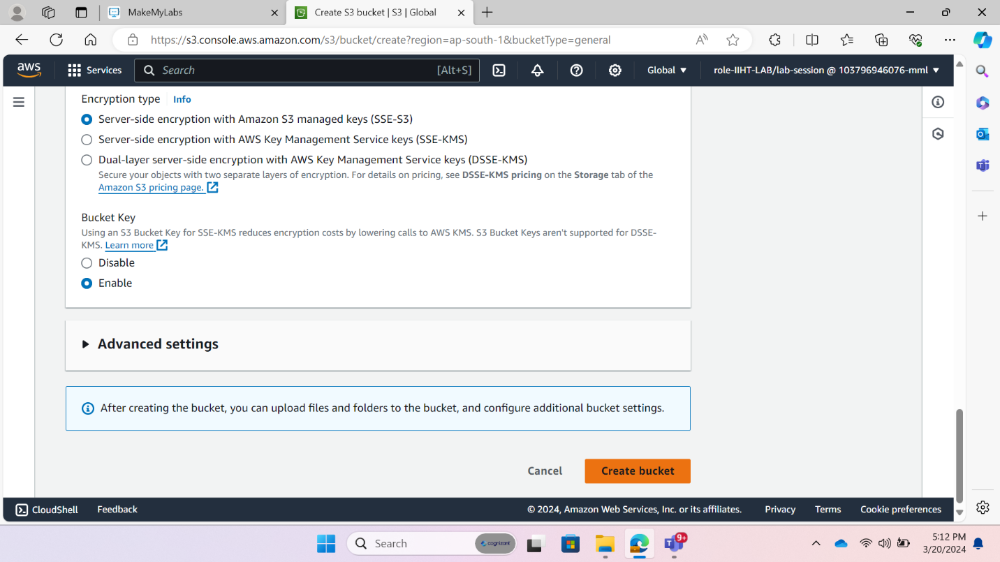 MakeMyLabs
Create S3 bucket | S3 | Global
https://s3.console.aws.amazon.com/s3/bucket/create?region=ap-south-1&bucketType=general
aws
Services
Search
[Alt+S]
Global
role-IIHT-LAB/lab-session @ 103796946076-mml
Encryption type
Info
Server-side encryption with Amazon S3 managed keys (SSE-S3)
Server-side encryption with AWS Key Management Service keys (SSE-KMS)
Dual-layer server-side encryption with AWS Key Management Service keys (DSSE-KMS)
Secure your objects with two separate layers of encryption. For details on pricing, see DSSE-KMS pricing on the Storage tab of the
Amazon S3 pricing page.
Bucket Key
Using an S3 Bucket Key for SSE-KMS reduces encryption costs by lowering calls to AWS KMS. S3 Bucket Keys aren't supported for DSSE-
KMS. Learn more
Disable
Enable
Advanced settings
After creating the bucket, you can upload files and folders to the bucket, and configure additional bucket settings.
Cancel
Create bucket
CloudShell
Feedback
© 2024, Amazon Web Services, Inc. or its affiliates.
Privacy
Terms
Cookie preferences
Search
cognizant
9+
5:12 PM
3/20/2024